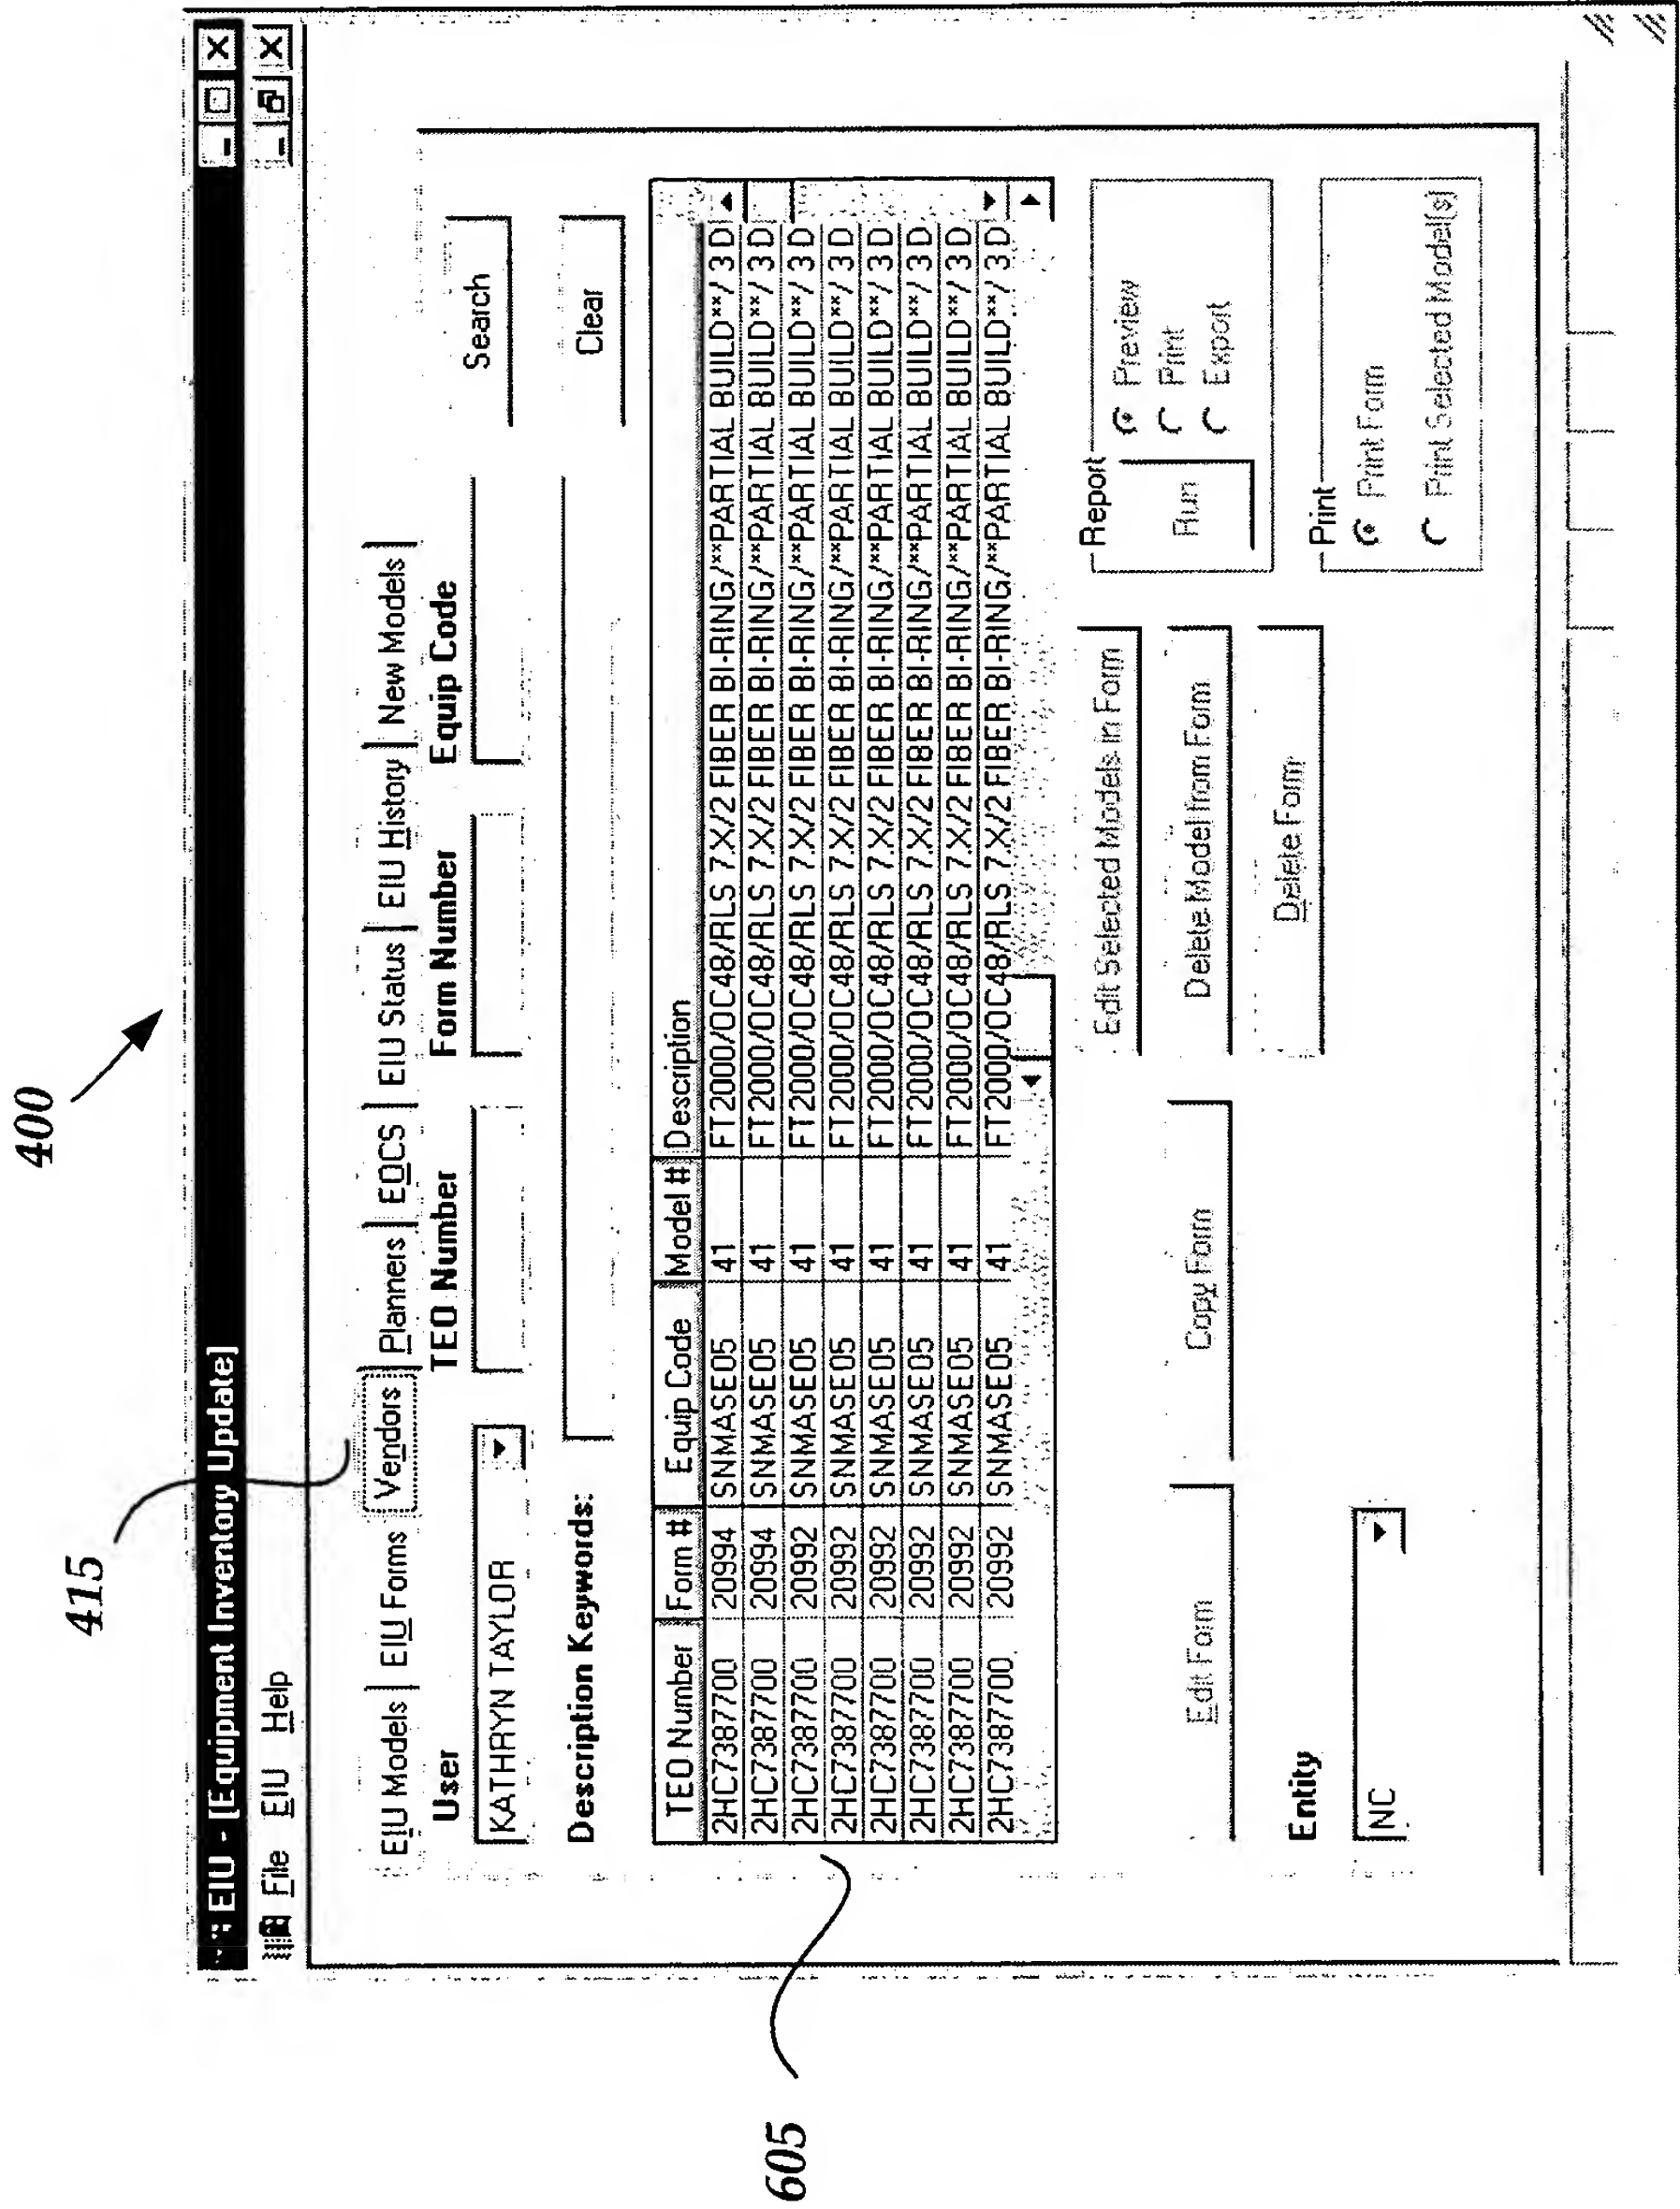 400
415
EIU - [Equipment Inventory Update]
File EIU Help
EIU Models EIU Forms Vendors Planners EOCS EIU Status EIU History New Models
User TEO Number Form Number Equip Code
KATHRYN TAYLOR Search
Description Keywords: Clear
TEO Number Form # Equip Code Model # Description
2HC7387700 20994 SNMASE05 41 FT2000/OC48/RLS 7.X/2 FIBER BI-RING/**PARTIAL BUILD**/ 3 D
2HC7387700 20994 SNMASE05 41 FT2000/OC48/RLS 7.X/2 FIBER BI-RING/**PARTIAL BUILD**/ 3 D
2HC7387700 20992 SNMASE05 41 FT2000/OC48/RLS 7.X/2 FIBER BI-RING/**PARTIAL BUILD**/ 3 D
2HC7387700 20992 SNMASE05 41 FT2000/OC48/RLS 7.X/2 FIBER BI-RING/**PARTIAL BUILD**/ 3 D
2HC7387700 20992 SNMASE05 41 FT2000/OC48/RLS 7.X/2 FIBER BI-RING/**PARTIAL BUILD**/ 3 D
2HC7387700 20992 SNMASE05 41 FT2000/OC48/RLS 7.X/2 FIBER BI-RING/**PARTIAL BUILD**/ 3 D
2HC7387700 20992 SNMASE05 41 FT2000/OC48/RLS 7.X/2 FIBER BI-RING/**PARTIAL BUILD**/ 3 D
2HC7387700 20992 SNMASE05 41 FT2000/OC48/RLS 7.X/2 FIBER BI-RING/**PARTIAL BUILD**/ 3 D
605
Edit Form Copy Form Edit Selected Models in Form
Delete Model from Form
Delete Form
Report
Run
Preview
Print
Export
Entity
NC
Print
Print Form
Print Selected Model(s)